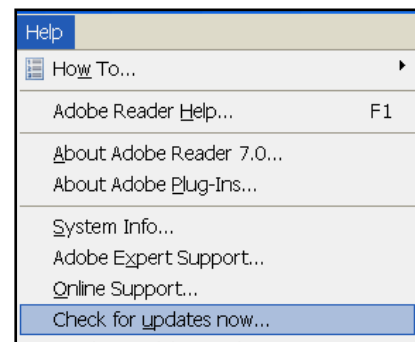 Help
How To...
Adobe Reader Help... F1
About Adobe Reader 7.0...
About Adobe Plug-Ins...
System Info...
Adobe Expert Support...
Online Support...
Check for updates now...